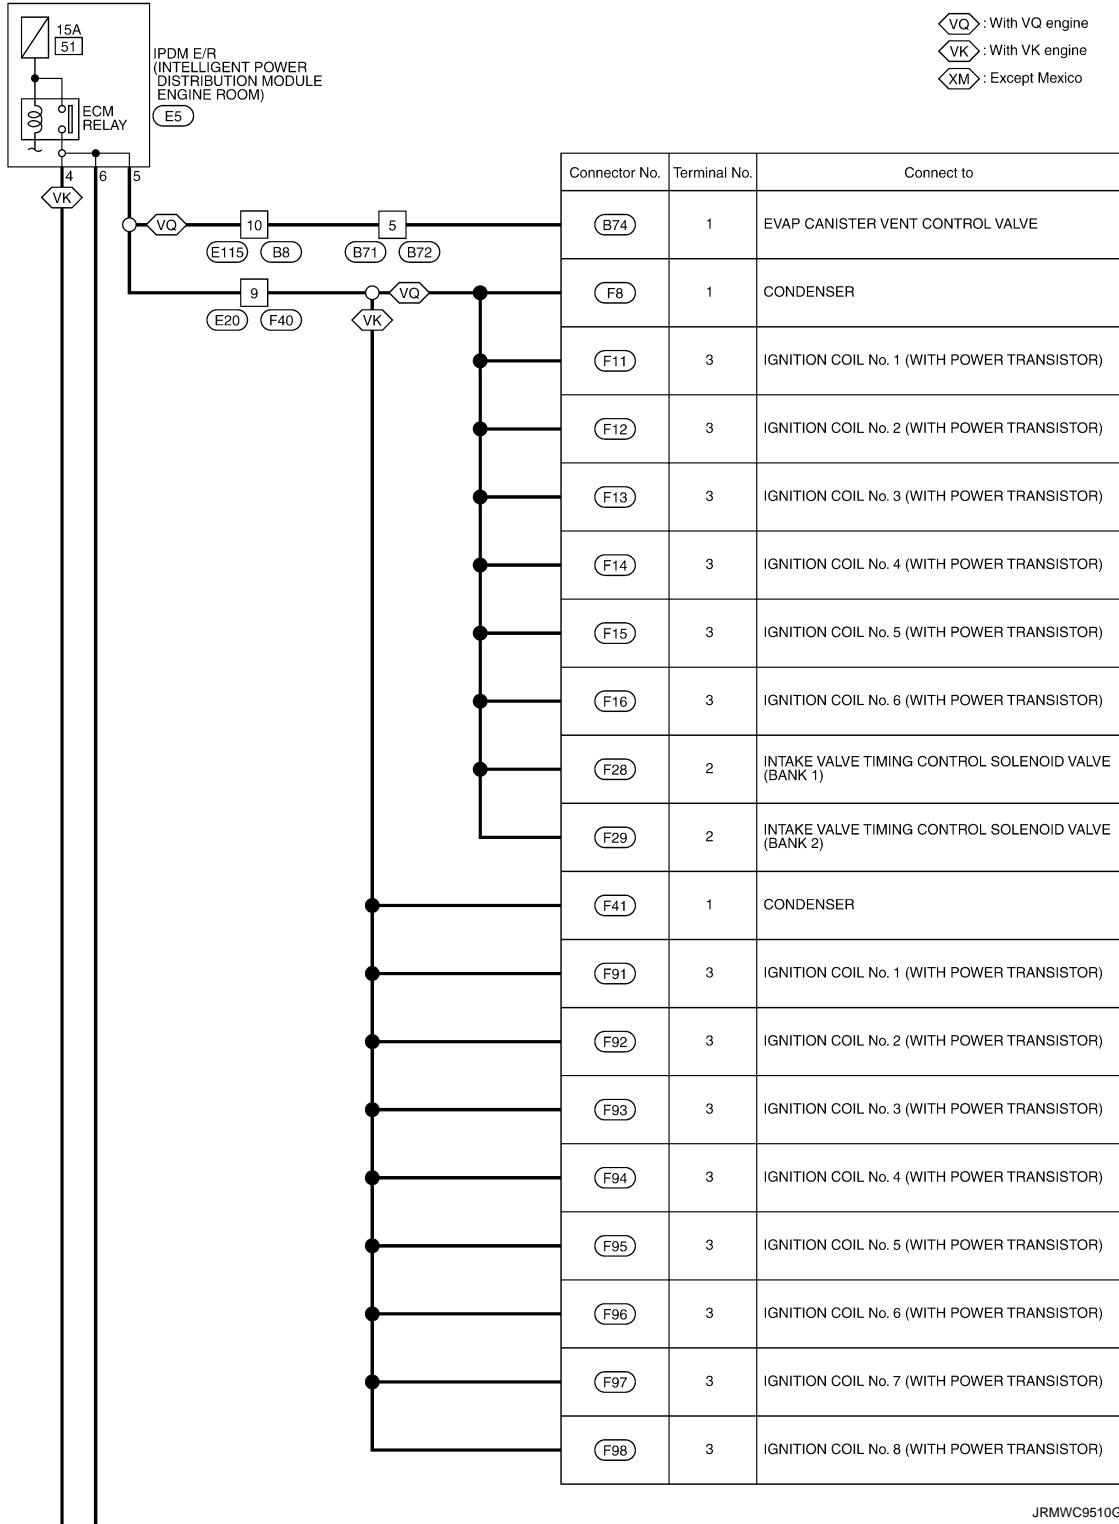 15A
51
IPDM E/R
(INTELLIGENT POWER
DISTRIBUTION MODULE
ENGINE ROOM)
E5
ECM
RELAY
VQ : With VQ engine
VK : With VK engine
XM : Except Mexico
4 6 5
VK
VQ 10 5
E115 B8 B71 B72
9 VQ
E20 F40 VK
Connector No. Terminal No. Connect to
B74 1 EVAP CANISTER VENT CONTROL VALVE
F8 1 CONDENSER
F11 3 IGNITION COIL No. 1 (WITH POWER TRANSISTOR)
F12 3 IGNITION COIL No. 2 (WITH POWER TRANSISTOR)
F13 3 IGNITION COIL No. 3 (WITH POWER TRANSISTOR)
F14 3 IGNITION COIL No. 4 (WITH POWER TRANSISTOR)
F15 3 IGNITION COIL No. 5 (WITH POWER TRANSISTOR)
F16 3 IGNITION COIL No. 6 (WITH POWER TRANSISTOR)
F28 2 INTAKE VALVE TIMING CONTROL SOLENOID VALVE
(BANK 1)
F29 2 INTAKE VALVE TIMING CONTROL SOLENOID VALVE
(BANK 2)
F41 1 CONDENSER
F91 3 IGNITION COIL No. 1 (WITH POWER TRANSISTOR)
F92 3 IGNITION COIL No. 2 (WITH POWER TRANSISTOR)
F93 3 IGNITION COIL No. 3 (WITH POWER TRANSISTOR)
F94 3 IGNITION COIL No. 4 (WITH POWER TRANSISTOR)
F95 3 IGNITION COIL No. 5 (WITH POWER TRANSISTOR)
F96 3 IGNITION COIL No. 6 (WITH POWER TRANSISTOR)
F97 3 IGNITION COIL No. 7 (WITH POWER TRANSISTOR)
F98 3 IGNITION COIL No. 8 (WITH POWER TRANSISTOR)
JRMWC9510G